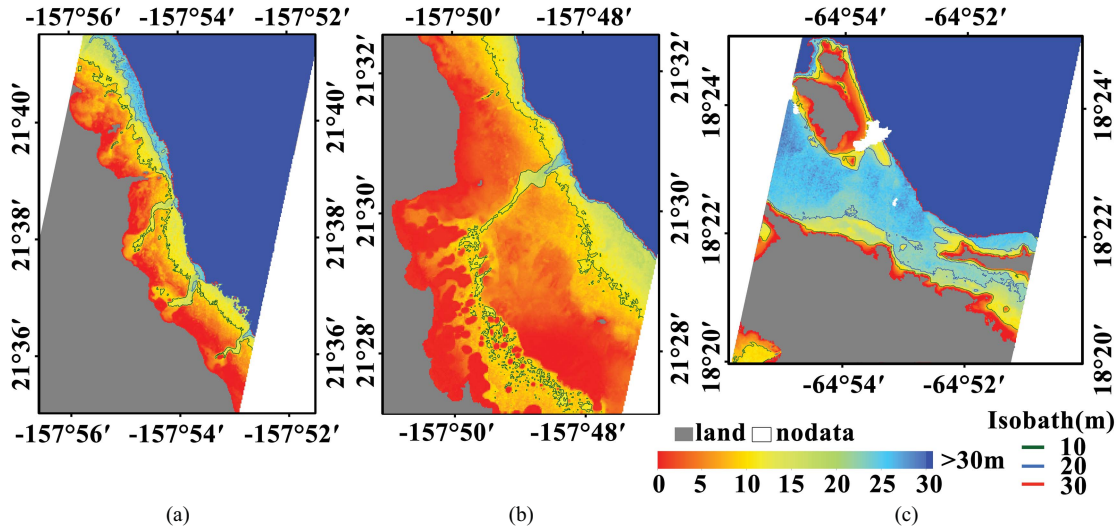 -157°56′ -157°54′ -157°52′
-157°50′ -157°48′
-64°54′ -64°52′
21°40′ 21°38′ 21°36′
21°40′ 21°38′ 21°36′
21°32′ 21°30′ 21°28′
21°32′ 21°30′ 21°28′
18°24′ 18°22′ 18°20′
18°24′ 18°22′ 18°20′
-157°56′ -157°54′ -157°52′
-157°50′ -157°48′
-64°54′ -64°52′
land nodata
>30m
0 5 10 15 20 25 30
Isobath(m)
10
20
30
(a) (b) (c)